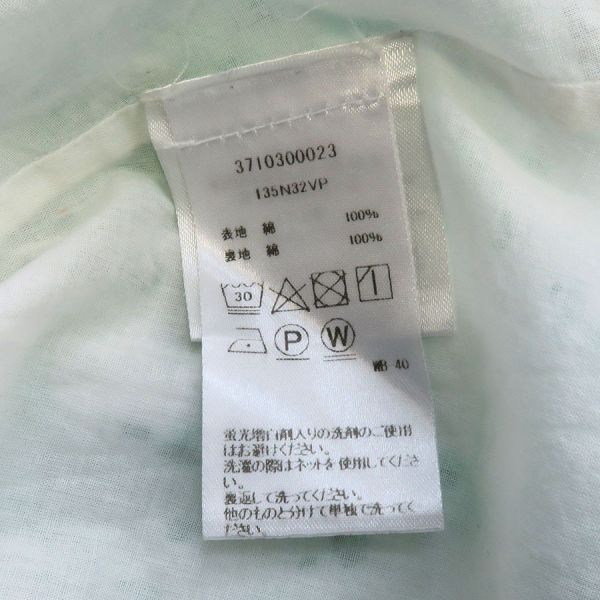 3710300023
135N32VP
表地 綿 100%
裏地 綿 100%
30
P W
WB 40
蛍光増白剤入りの洗剤のご使用
はお避けください。
洗濯の際はネットを使用してくださ
い。
裏返して洗ってください。
他のものと分けて単独で洗ってくだ
さい。